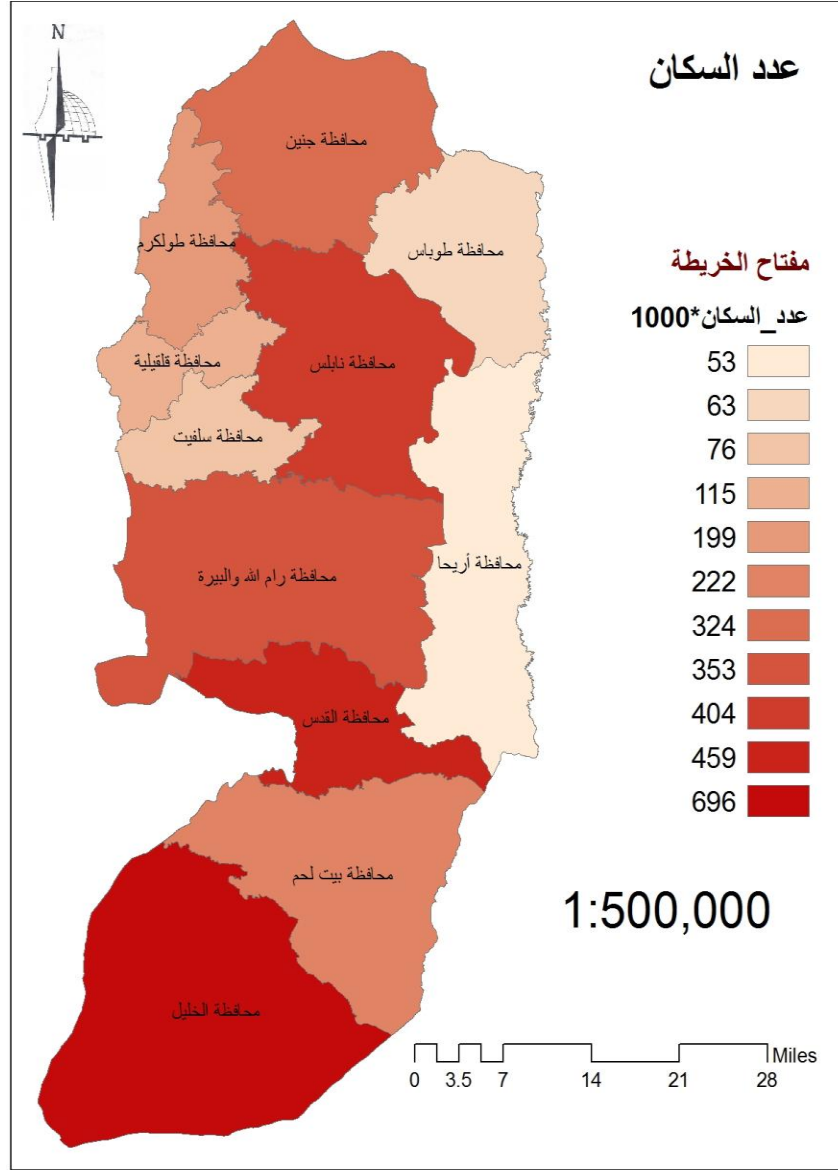 N
عدد السكان
محافظة جنين
محافظة طولكرم
محافظة طوباس
محافظة قلقيلية
محافظة نابلس
محافظة سلفيت
محافظة أريحا
محافظة رام الله والبيرة
محافظة القدس
محافظة بيت لحم
محافظة الخليل
مفتاح الخريطة
عدد_السكان*1000
53
63
76
115
199
222
324
353
404
459
696
1:500,000
Miles
0 3.5 7 14 21 28